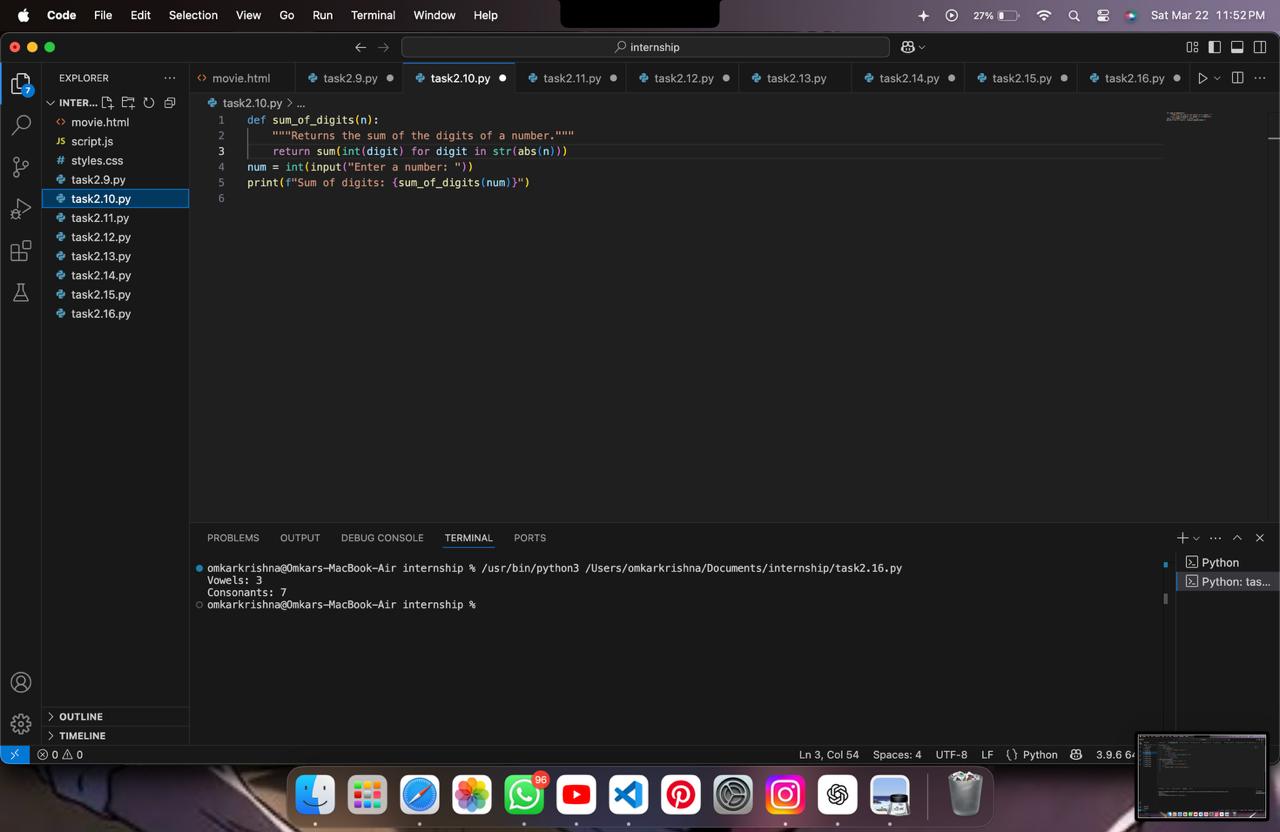 Code File Edit Selection View Go Run Terminal Window Help 27% Sat Mar 22 11:52 PM
internship
EXPLORER
movie.html task2.9.py task2.10.py task2.11.py task2.12.py task2.13.py task2.14.py task2.15.py task2.16.py
INTER...
task2.10.py > ...
movie.html
JS script.js
# styles.css
task2.9.py
task2.10.py
task2.11.py
task2.12.py
task2.13.py
task2.14.py
task2.15.py
task2.16.py
1 def sum_of_digits(n):
2 """Returns the sum of the digits of a number."""
3 return sum(int(digit) for digit in str(abs(n)))
4 num = int(input("Enter a number: "))
5 print(f"Sum of digits: {sum_of_digits(num)}")
6
7
PROBLEMS OUTPUT DEBUG CONSOLE TERMINAL PORTS
omkarkrishna@Omkars-MacBook-Air internship % /usr/bin/python3 /Users/omkarkrishna/Documents/internship/task2.16.py
Vowels: 3
Consonants: 7
omkarkrishna@Omkars-MacBook-Air internship %
Python
Python: tas...
OUTLINE
TIMELINE
0 0 Ln 3, Col 54 Spaces: 4 UTF-8 LF {} Python 3.9.6 64
96